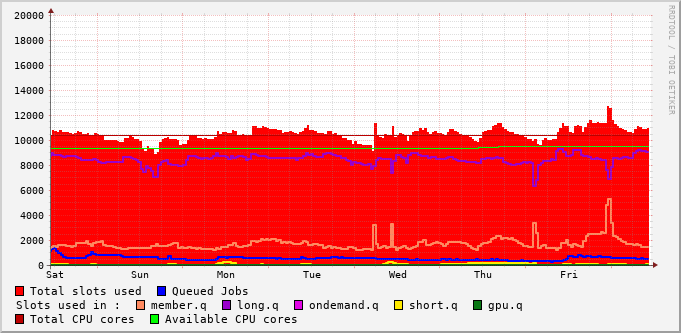 RRDTOOL / TOBI OETIKER
20000
18000
16000
14000
12000
10000
8000
6000
4000
2000
0
Sat Sun Mon Tue Wed Thu Fri
Total slots used Queued Jobs
Slots used in : member.q long.q ondemand.q short.q gpu.q
Total CPU cores Available CPU cores